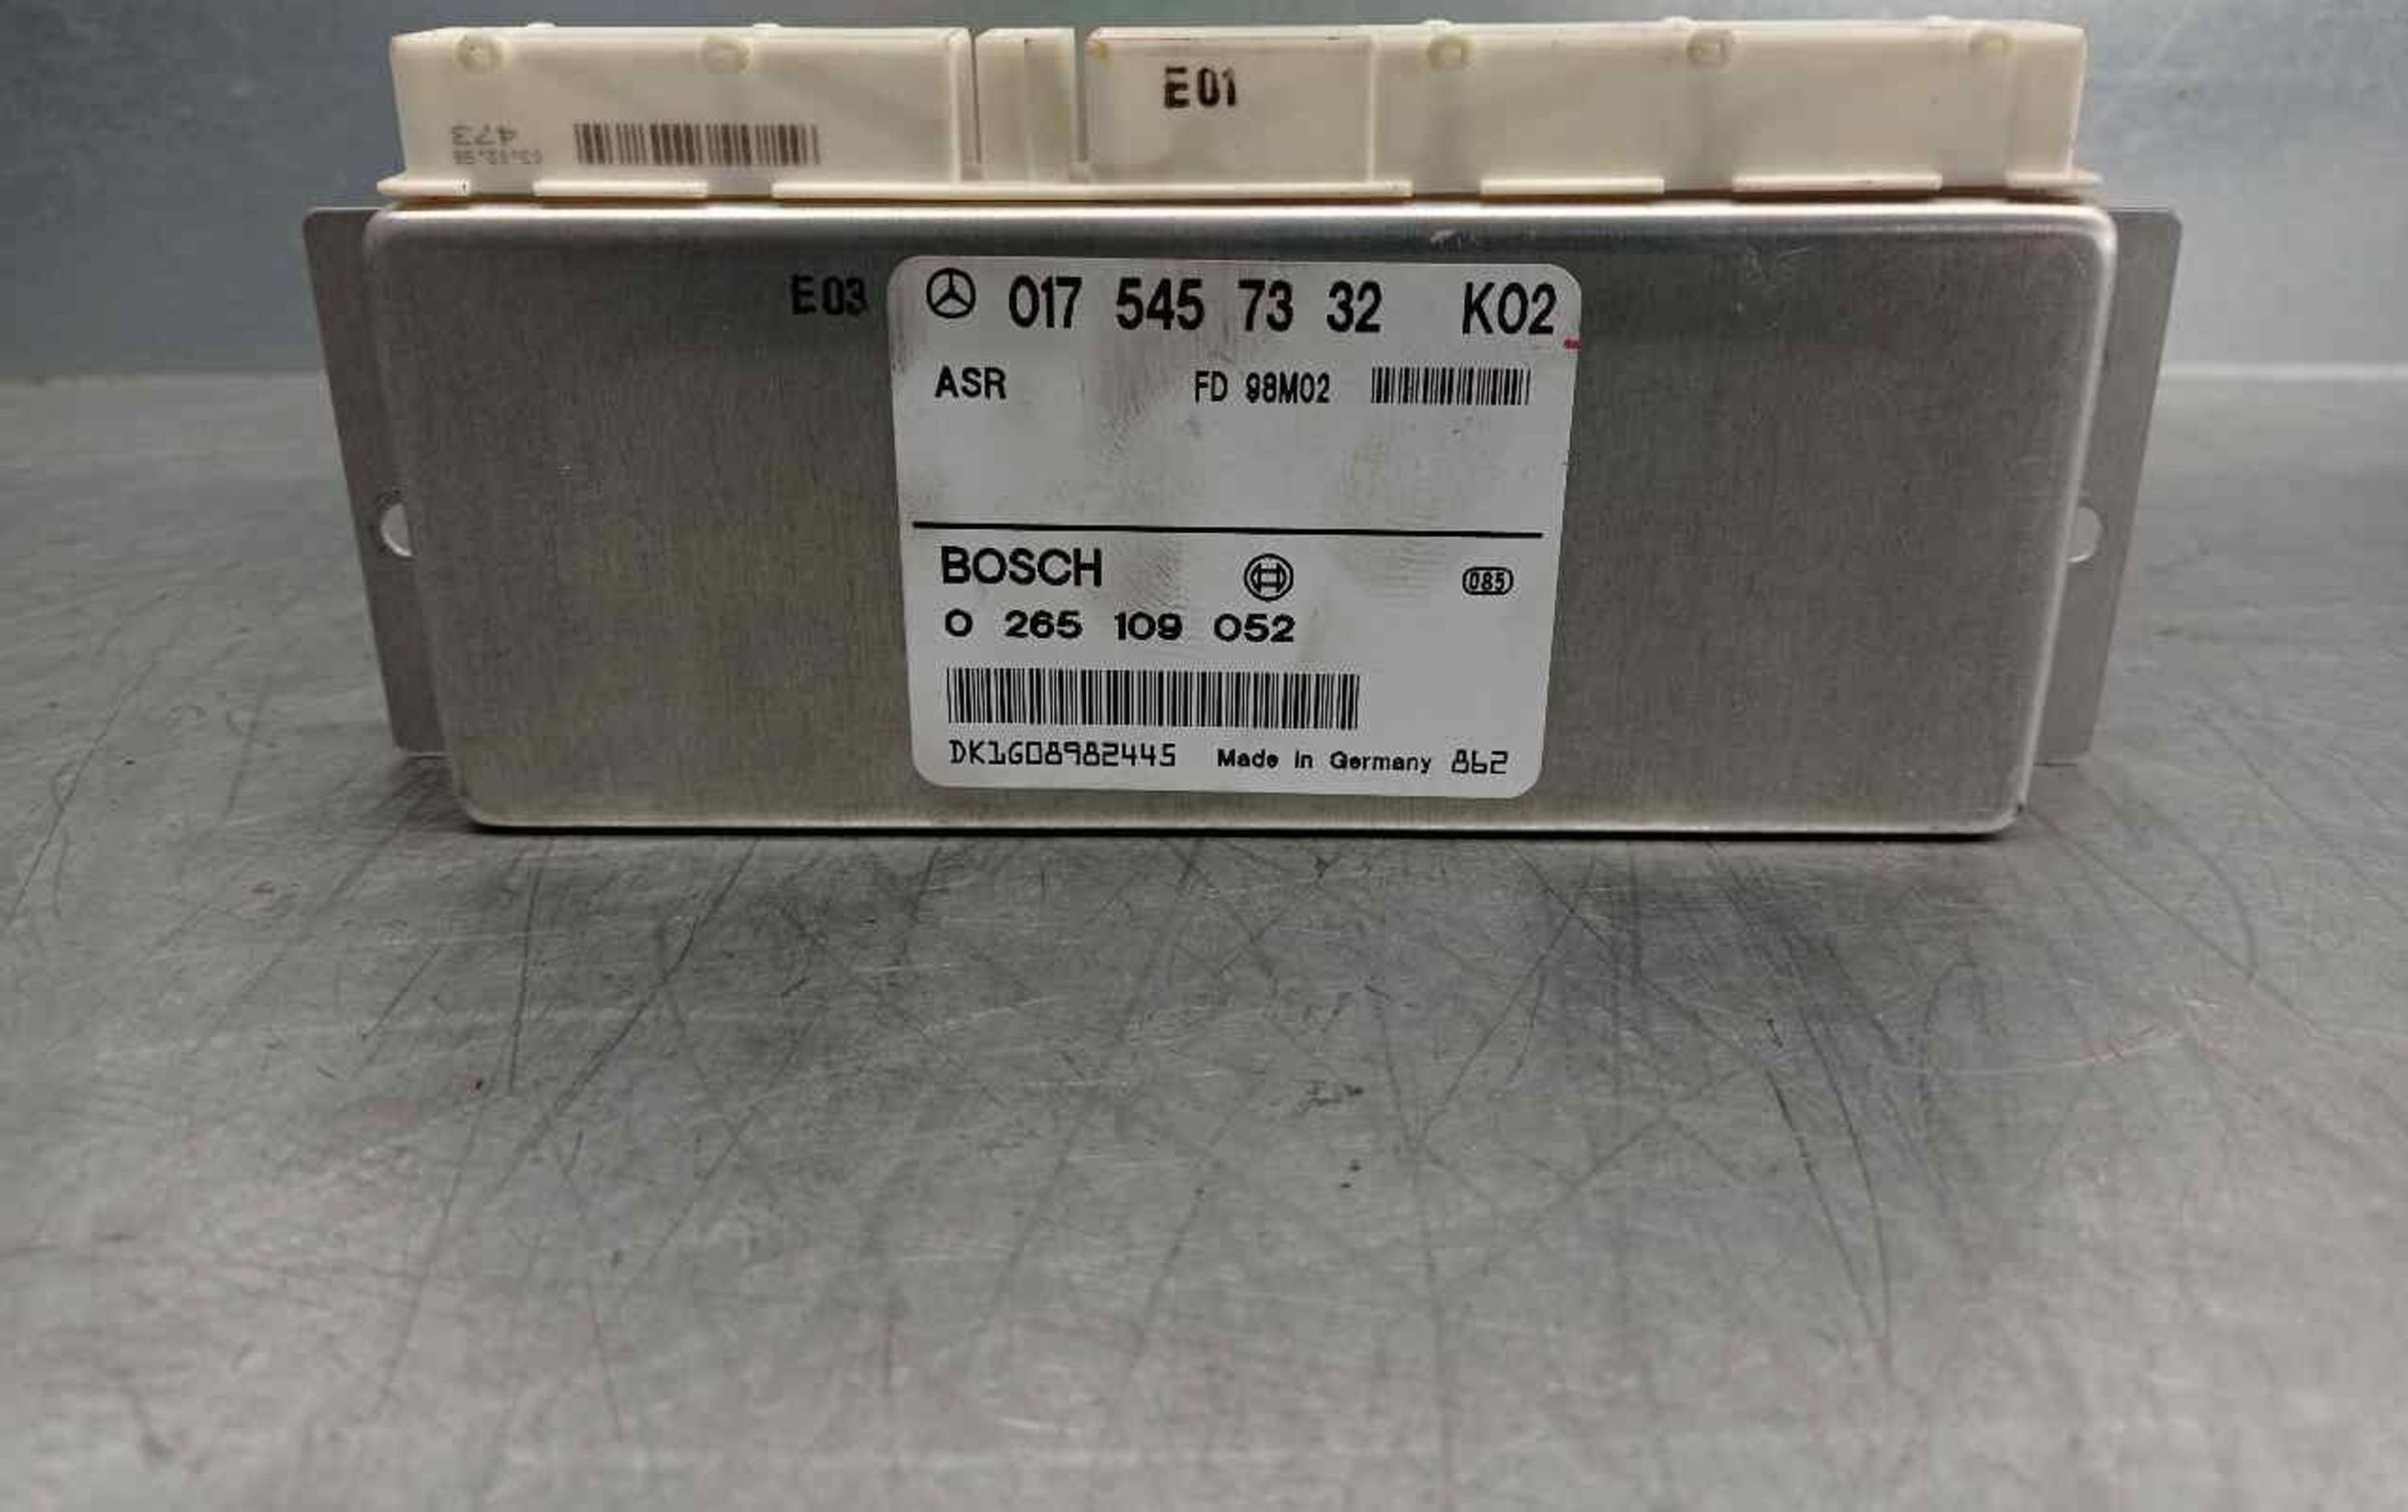 E01
473
E03
017 545 73 32 K02
ASR FD 98M02
BOSCH 085
0 265 109 052
DK1G08982445 Made in Germany 862